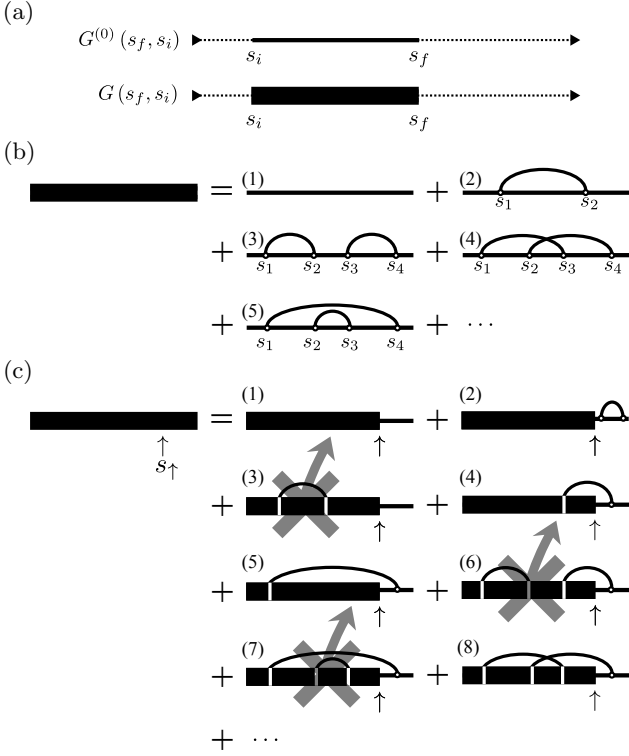 (a)
G^{(0)} (s_f, s_i)
s_i s_f
G (s_f, s_i)
s_i s_f
(b)
= (1) + (2)
s_1 s_2
+ (3) + (4)
s_1 s_2 s_3 s_4 s_1 s_2 s_3 s_4
+ (5) + ...
s_1 s_2 s_3 s_4
(c)
= (1) + (2)
↑ ↑ ↑
s_↑
+ (3) + (4)
↑ ↑
+ (5) + (6)
↑ ↑
+ (7) + (8)
↑ ↑
+ ...